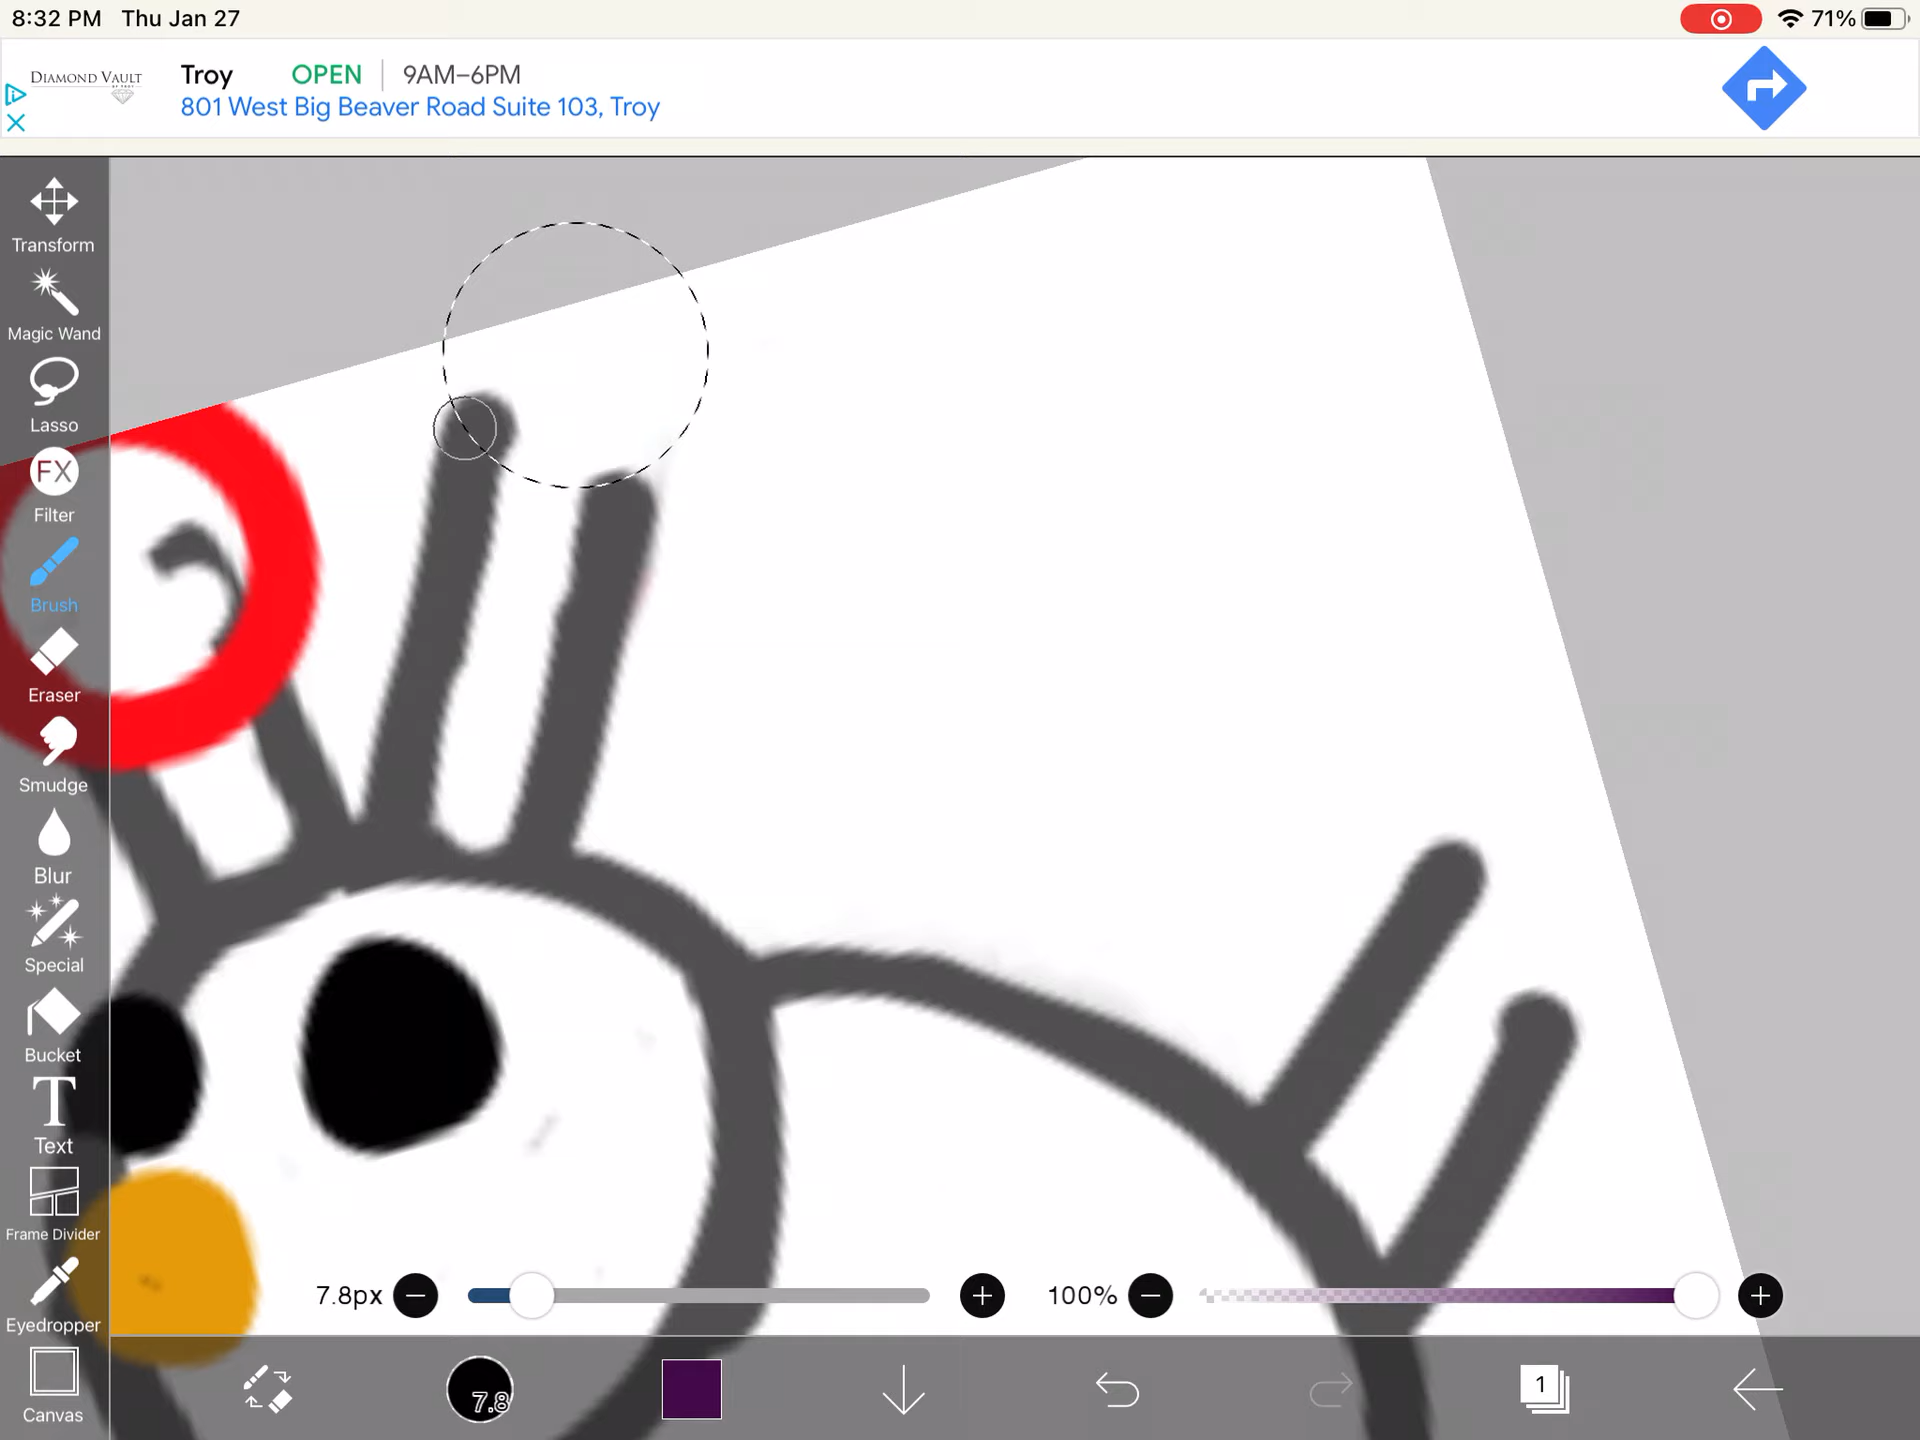 8:32 PM Thu Jan 27
71%
DIAMOND VAULT
Troy OPEN 9AM–6PM
801 West Big Beaver Road Suite 103, Troy
Transform
Magic Wand
Lasso
FX
Filter
Brush
Eraser
Smudge
Blur
Special
Bucket
T
Text
Frame Divider
Eyedropper
Canvas
7.8px
100%
7.8
1